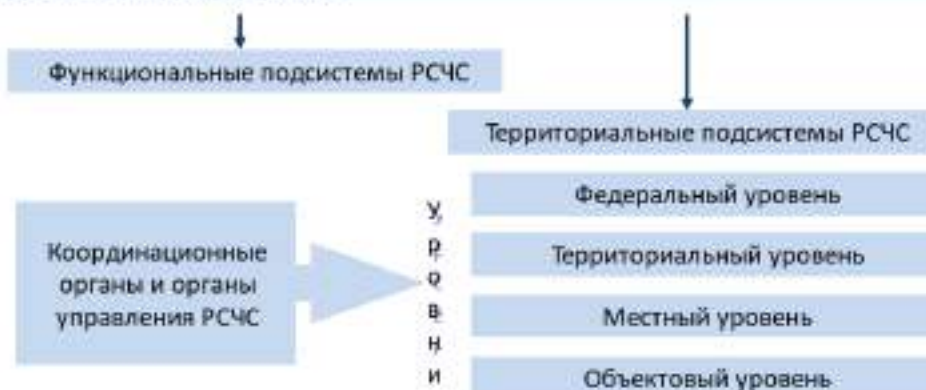 Функциональные подсистемы РСЧС
Территориальные подсистемы РСЧС
Федеральный уровень
Координационные
органы и органы
управления РСЧС
Уровни
Территориальный уровень
Местный уровень
Объектовый уровень